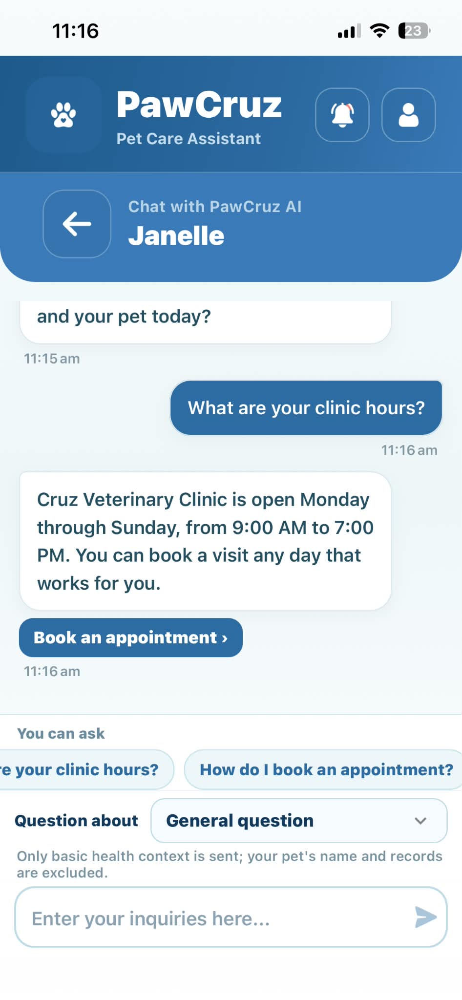 11:16
23
PawCruz
Pet Care Assistant
Chat with PawCruz AI
Janelle
and your pet today?
11:15 am
What are your clinic hours?
11:16 am
Cruz Veterinary Clinic is open Monday
through Sunday, from 9:00 AM to 7:00
PM. You can book a visit any day that
works for you.
Book an appointment ›
11:16 am
You can ask
e your clinic hours?
How do I book an appointment?
Question about
General question
Only basic health context is sent; your pet's name and records
are excluded.
Enter your inquiries here...